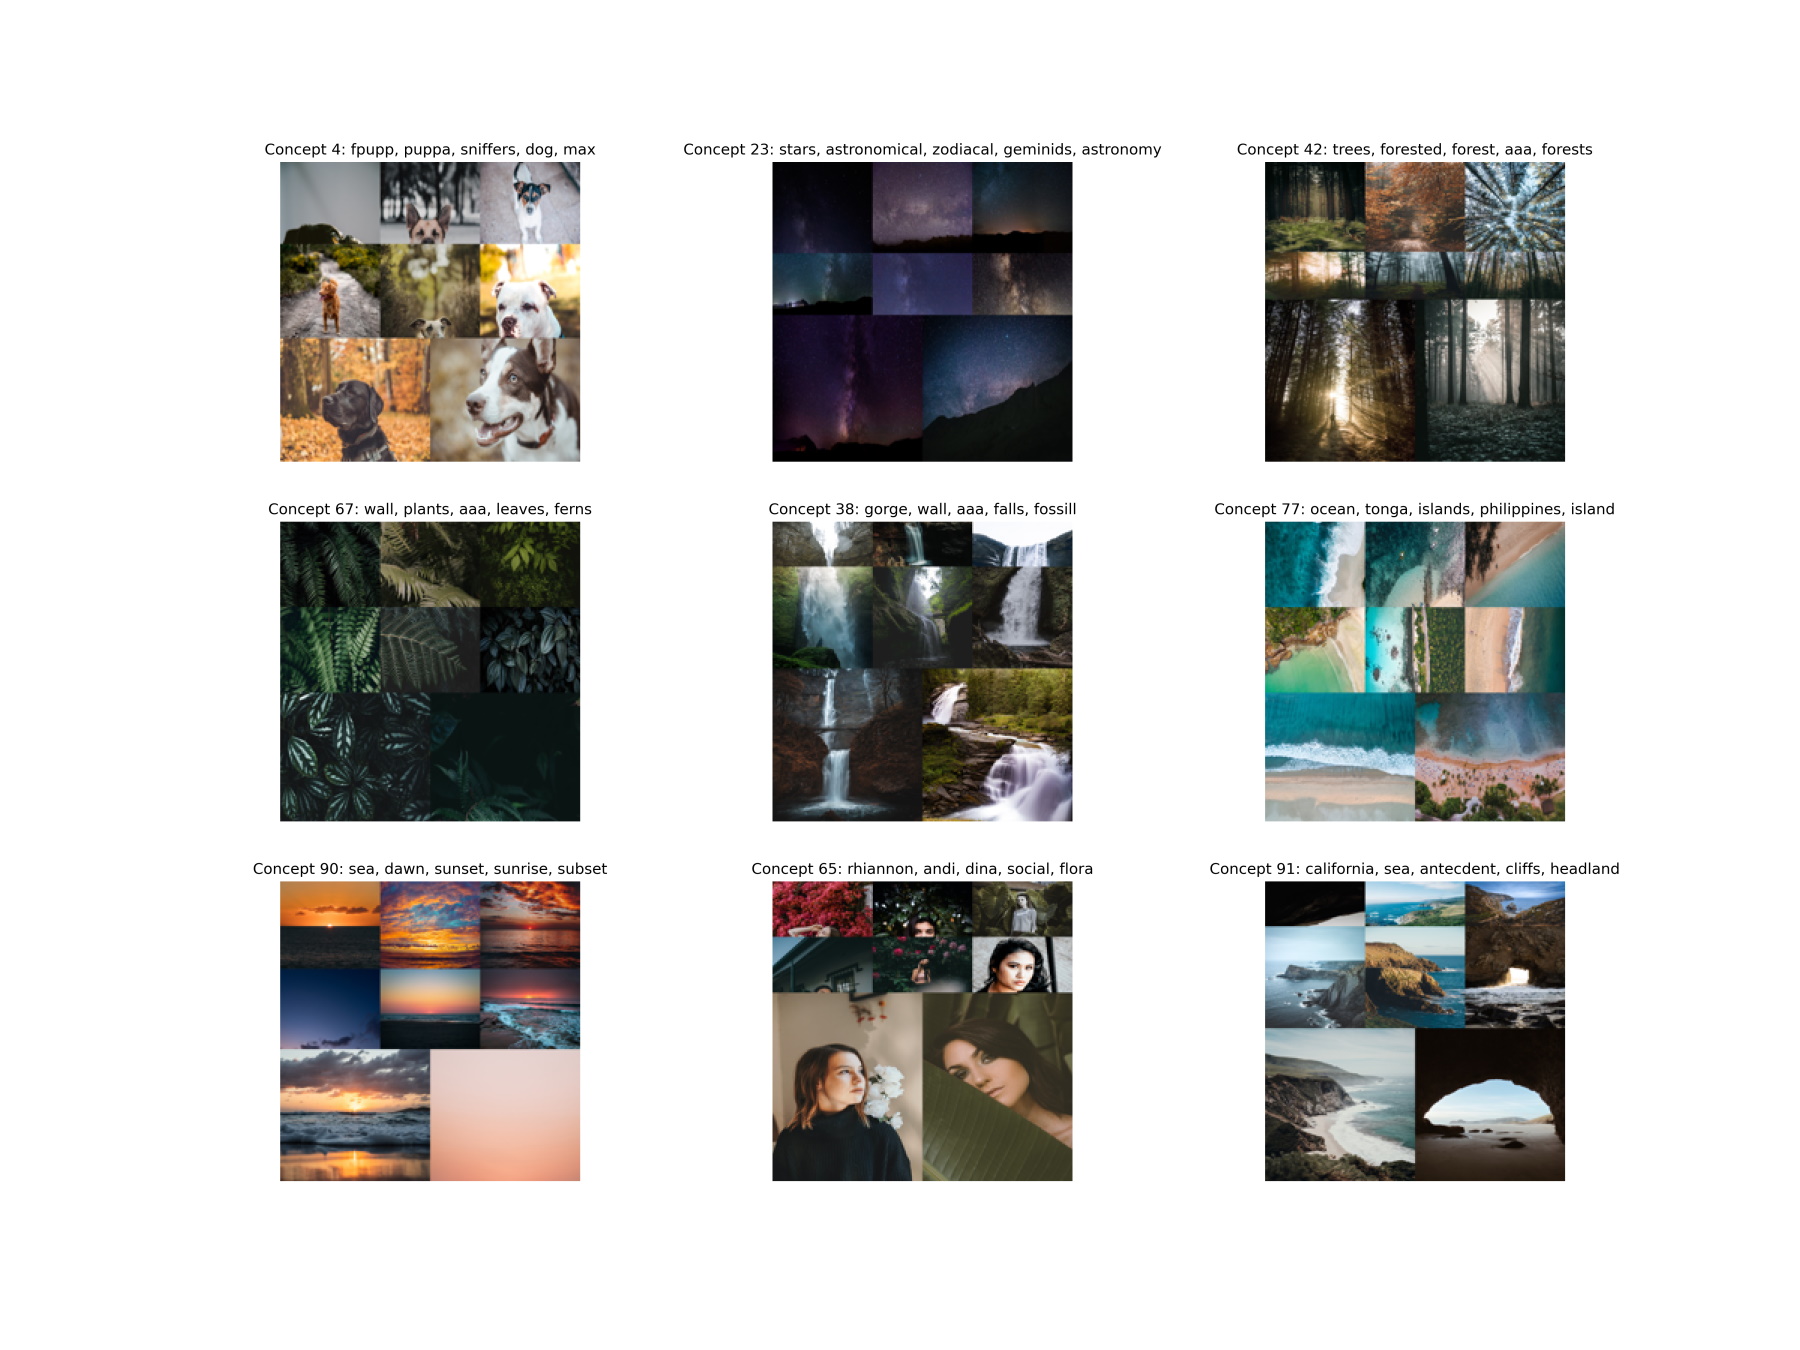 Concept 4: fpupp, puppa, sniffers, dog, max
Concept 23: stars, astronomical, zodiacal, geminids, astronomy
Concept 42: trees, forested, forest, aaa, forests
Concept 67: wall, plants, aaa, leaves, ferns
Concept 38: gorge, wall, aaa, falls, fossill
Concept 77: ocean, tonga, islands, philippines, island
Concept 90: sea, dawn, sunset, sunrise, subset
Concept 65: rhiannon, andi, dina, social, flora
Concept 91: california, sea, antecdent, cliffs, headland